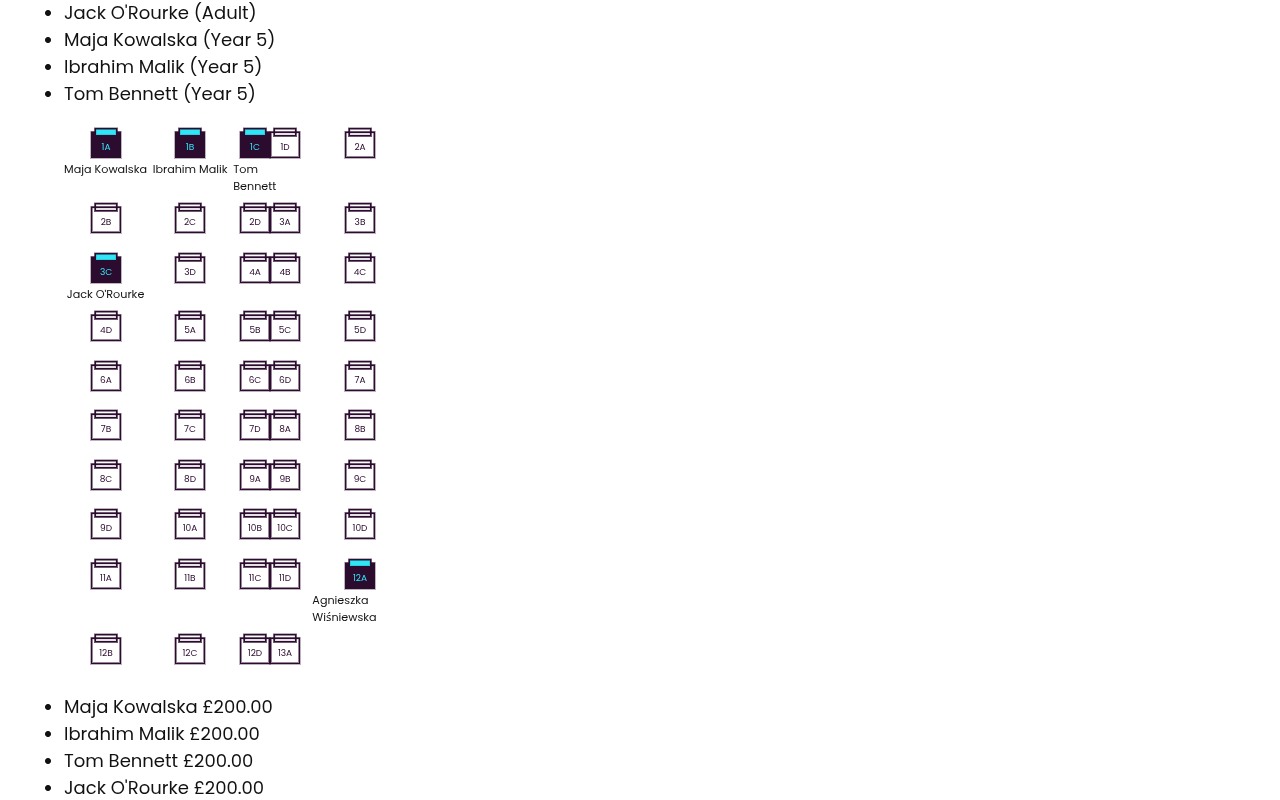 Jack O'Rourke (Adult)
Maja Kowalska (Year 5)
Ibrahim Malik (Year 5)
Tom Bennett (Year 5)
1A 1B 1C 1D 2A
Maja Kowalska Ibrahim Malik Tom
Bennett
2B 2C 2D 3A 3B
3C 3D 4A 4B 4C
Jack O'Rourke
4D 5A 5B 5C 5D
6A 6B 6C 6D 7A
7B 7C 7D 8A 8B
8C 8D 9A 9B 9C
9D 10A 10B 10C 10D
11A 11B 11C 11D 12A
Agnieszka
Wiśniewska
12B 12C 12D 13A
Maja Kowalska £200.00
Ibrahim Malik £200.00
Tom Bennett £200.00
Jack O'Rourke £200.00